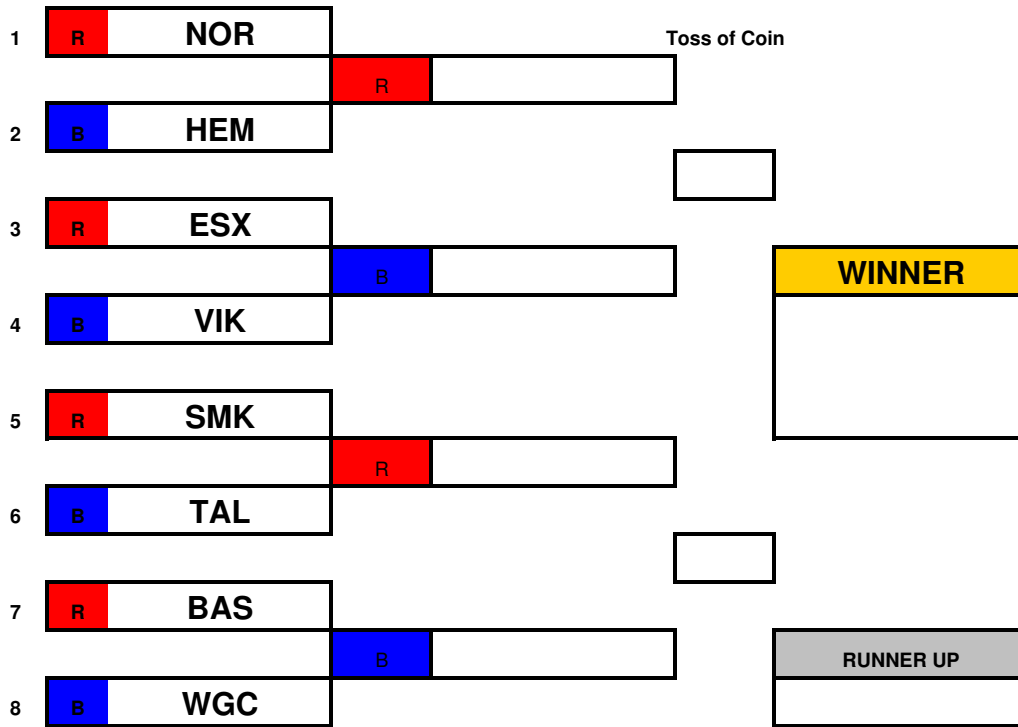 1 R NOR Toss of Coin
R
2 B HEM
3 R ESX
B WINNER
4 B VIK
5 R SMK
R
6 B TAL
7 R BAS
B RUNNER UP
8 B WGC